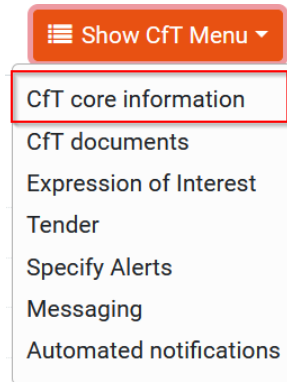 Show CfT Menu
CfT core information
CfT documents
Expression of Interest
Tender
Specify Alerts
Messaging
Automated notifications